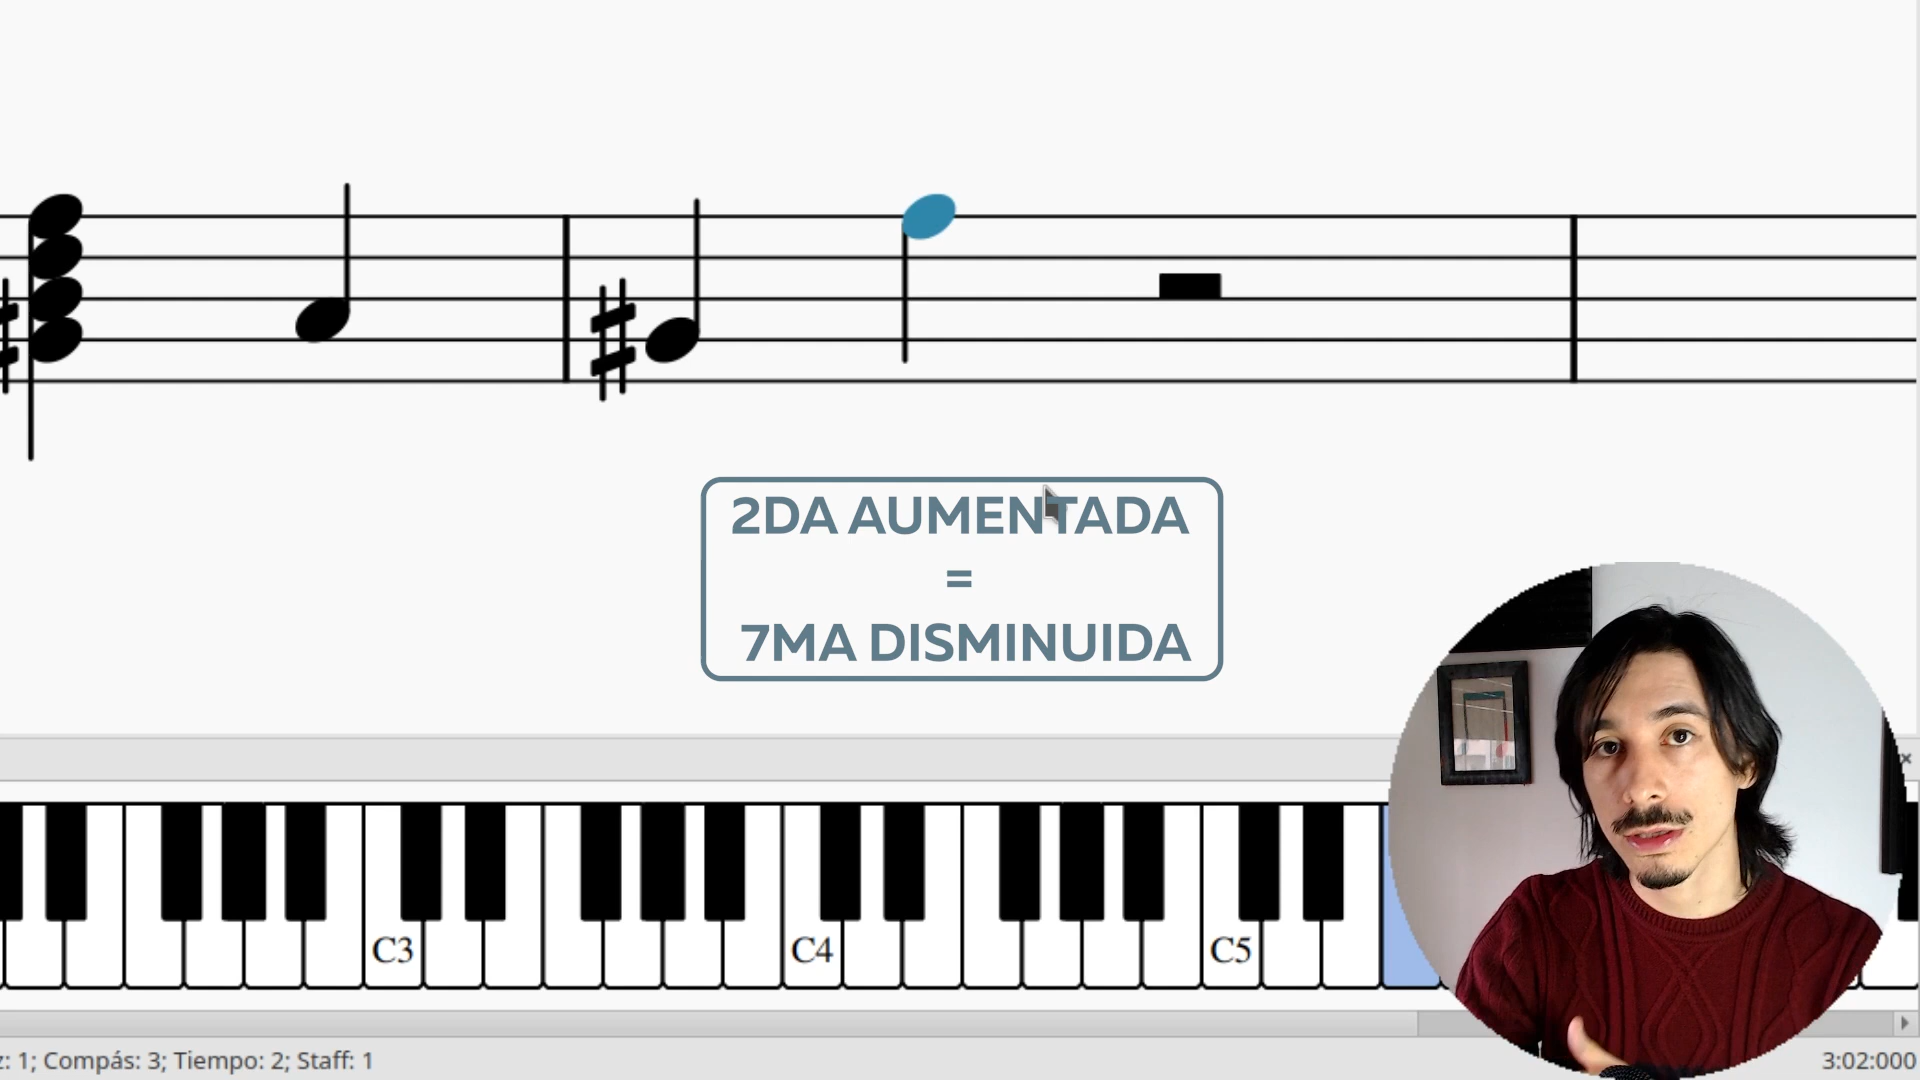 2DA AUMENTADA
=
7MA DISMINUIDA
C3
C4
C5
z: 1; Compás: 3; Tiempo: 2; Staff: 1
3:02:000